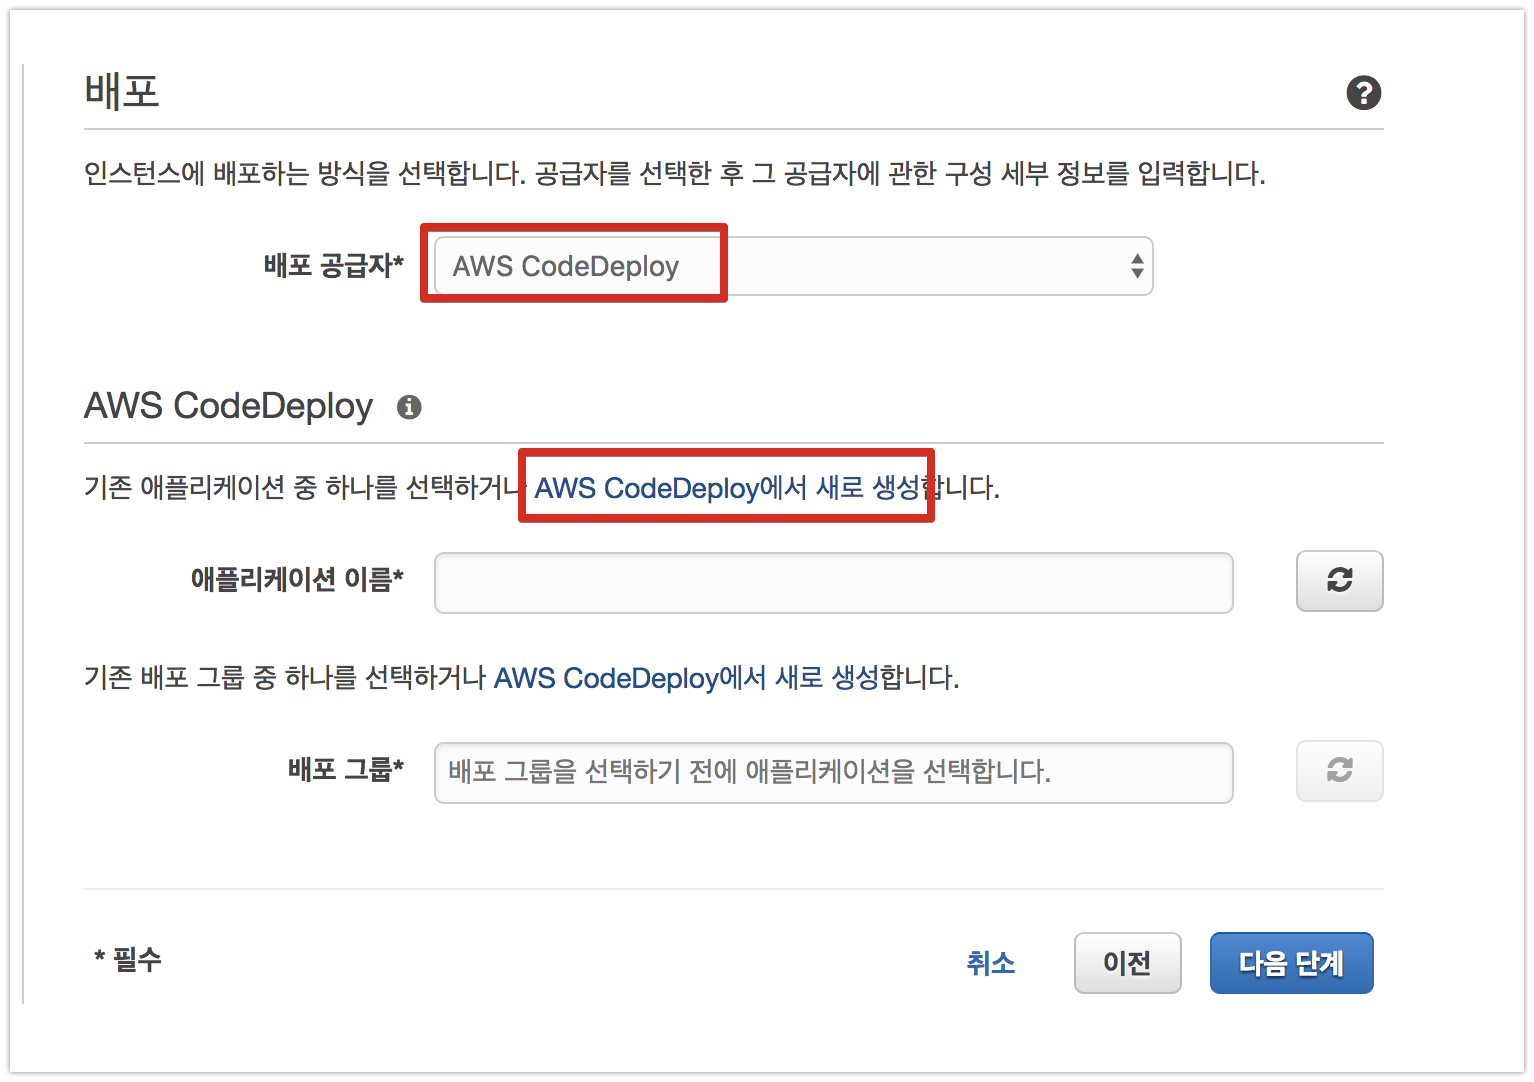 배포
인스턴스에 배포하는 방식을 선택합니다. 공급자를 선택한 후 그 공급자에 관한 구성 세부 정보를 입력합니다.
배포 공급자* AWS CodeDeploy
AWS CodeDeploy
기존 애플리케이션 중 하나를 선택하거나 AWS CodeDeploy에서 새로 생성합니다.
애플리케이션 이름*
기존 배포 그룹 중 하나를 선택하거나 AWS CodeDeploy에서 새로 생성합니다.
배포 그룹* 배포 그룹을 선택하기 전에 애플리케이션을 선택합니다.
* 필수 취소 이전 다음 단계